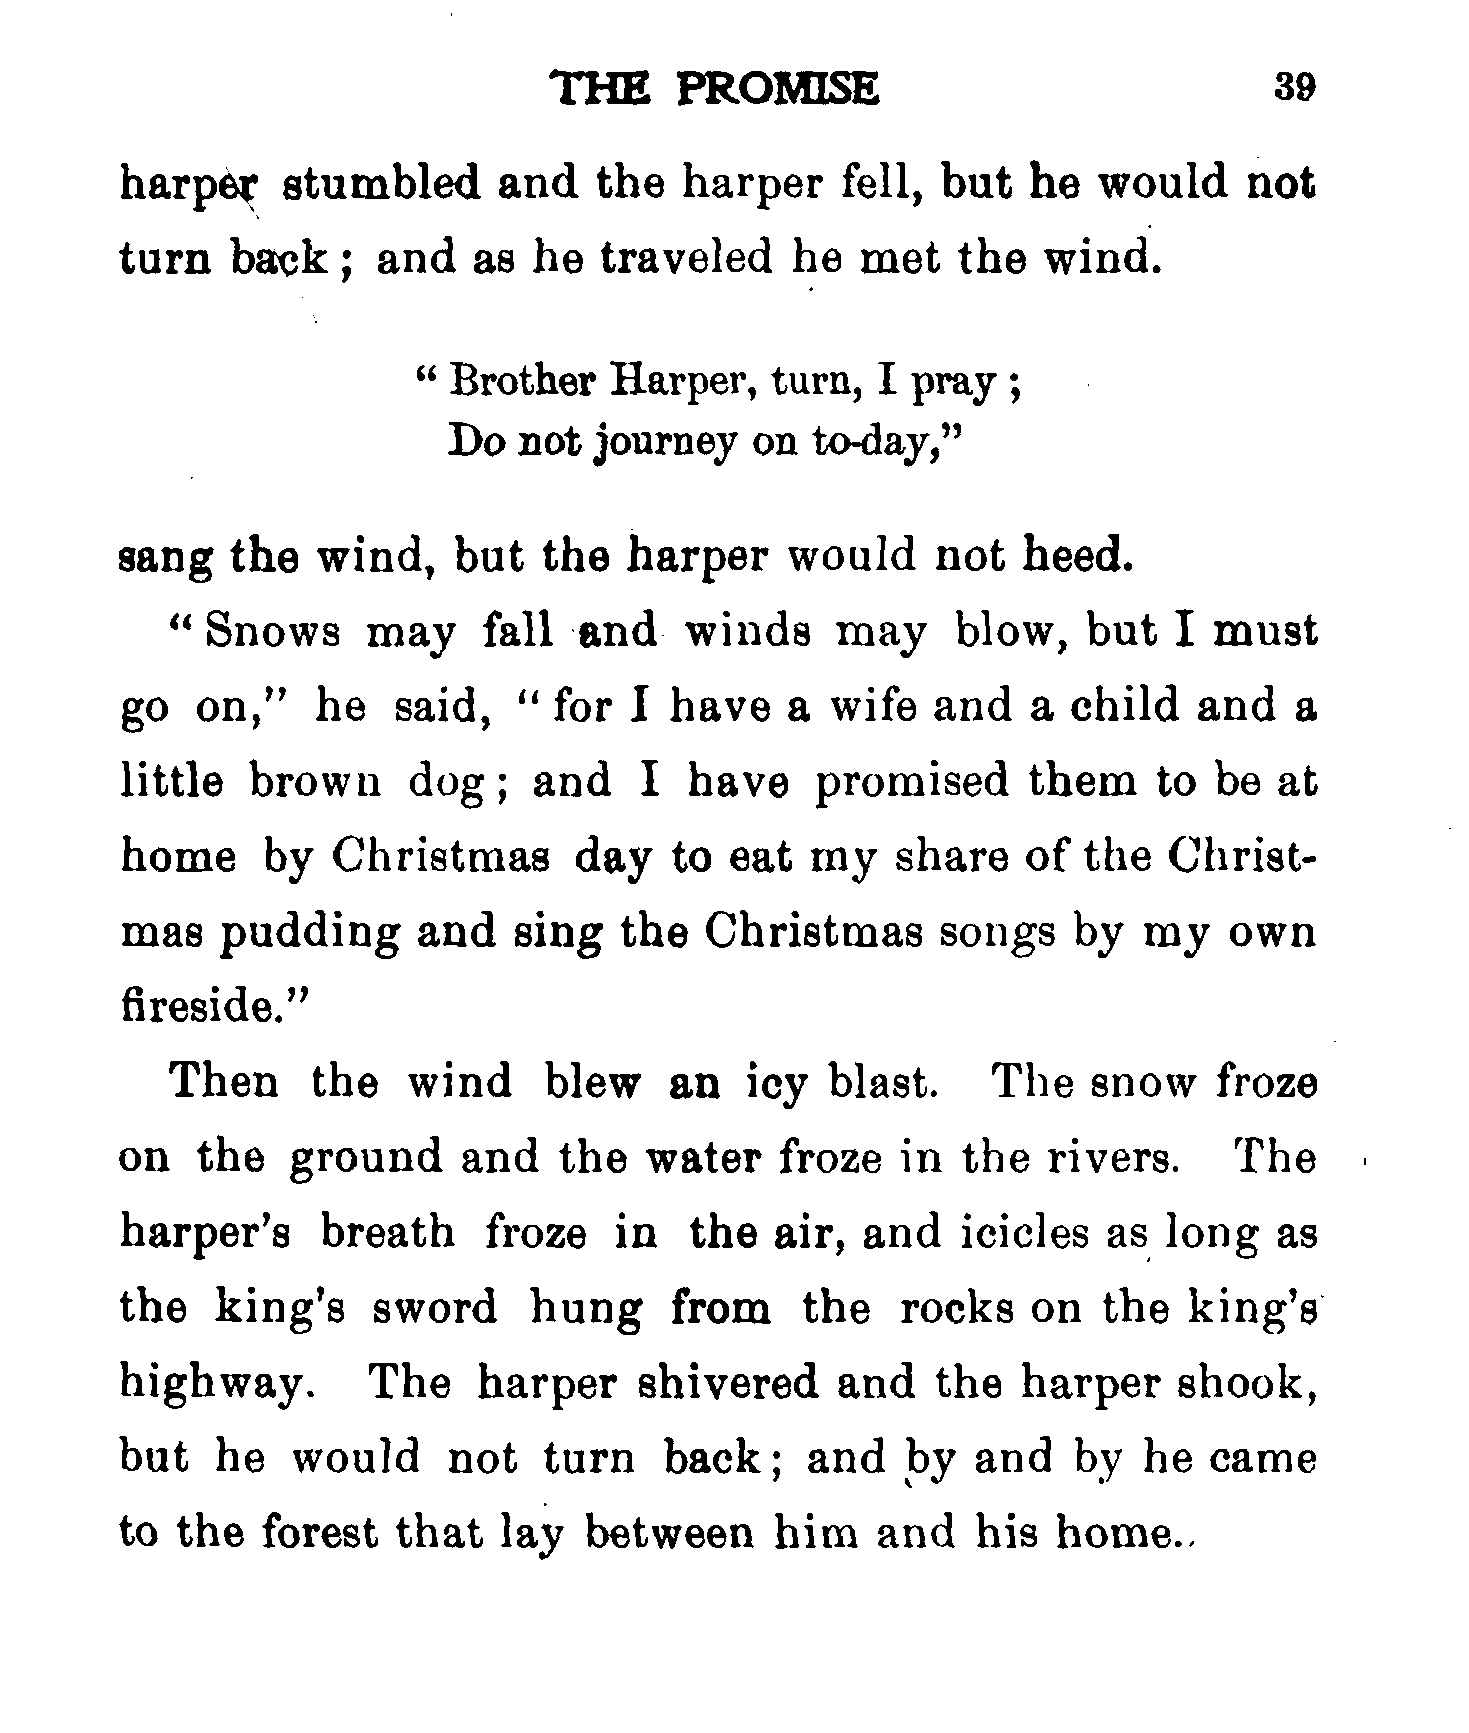 THE PROMISE 39
harper stumbled and the harper fell, but he would not
turn back; and as he traveled he met the wind.
“Brother Harper, turn, I pray;
Do not journey on to-day,”
sang the wind, but the harper would not heed.
“Snows may fall and winds may blow, but I must
go on,” he said, “for I have a wife and a child and a
little brown dog; and I have promised them to be at
home by Christmas day to eat my share of the Christ-
mas pudding and sing the Christmas songs by my own
fireside.”
Then the wind blew an icy blast. The snow froze
on the ground and the water froze in the rivers. The
harper’s breath froze in the air, and icicles as long as
the king’s sword hung from the rocks on the king’s
highway. The harper shivered and the harper shook,
but he would not turn back; and by and by he came
to the forest that lay between him and his home.